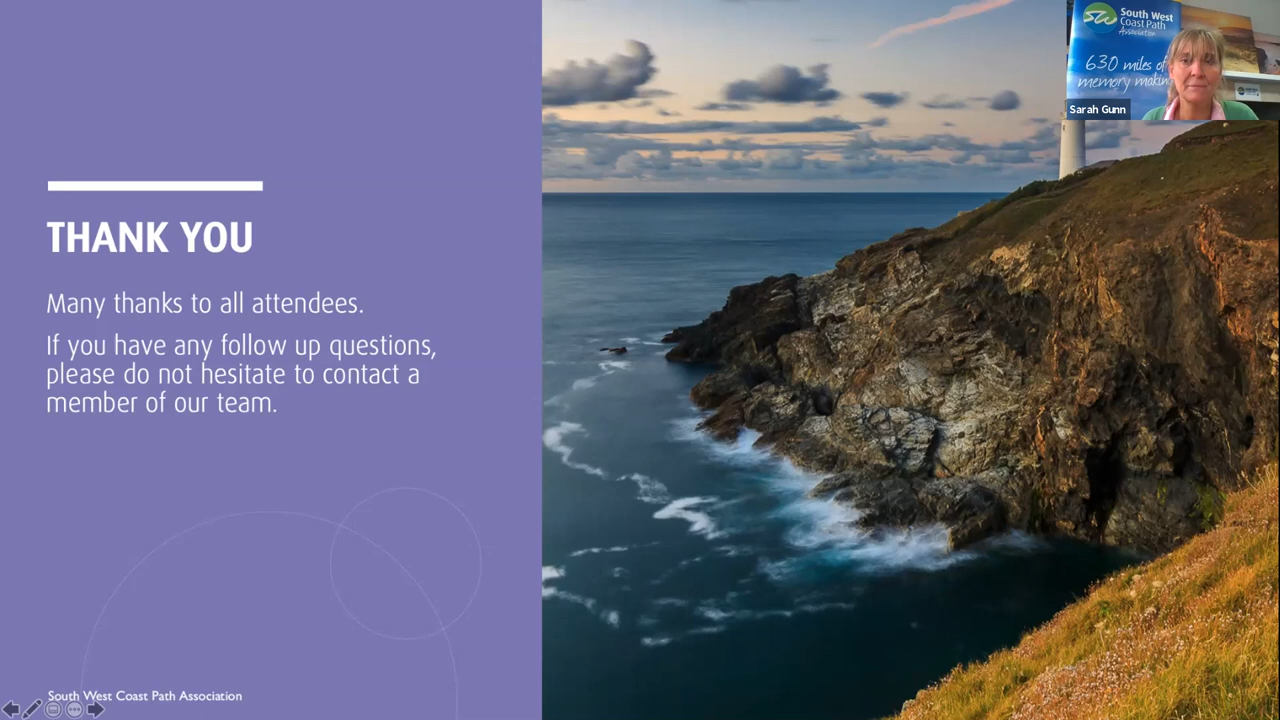 THANK YOU
Many thanks to all attendees.
If you have any follow up questions,
please do not hesitate to contact a
member of our team.
South West Coast Path Association
South West
Coast Path
Association
630 miles of
memory making
Sarah Gunn